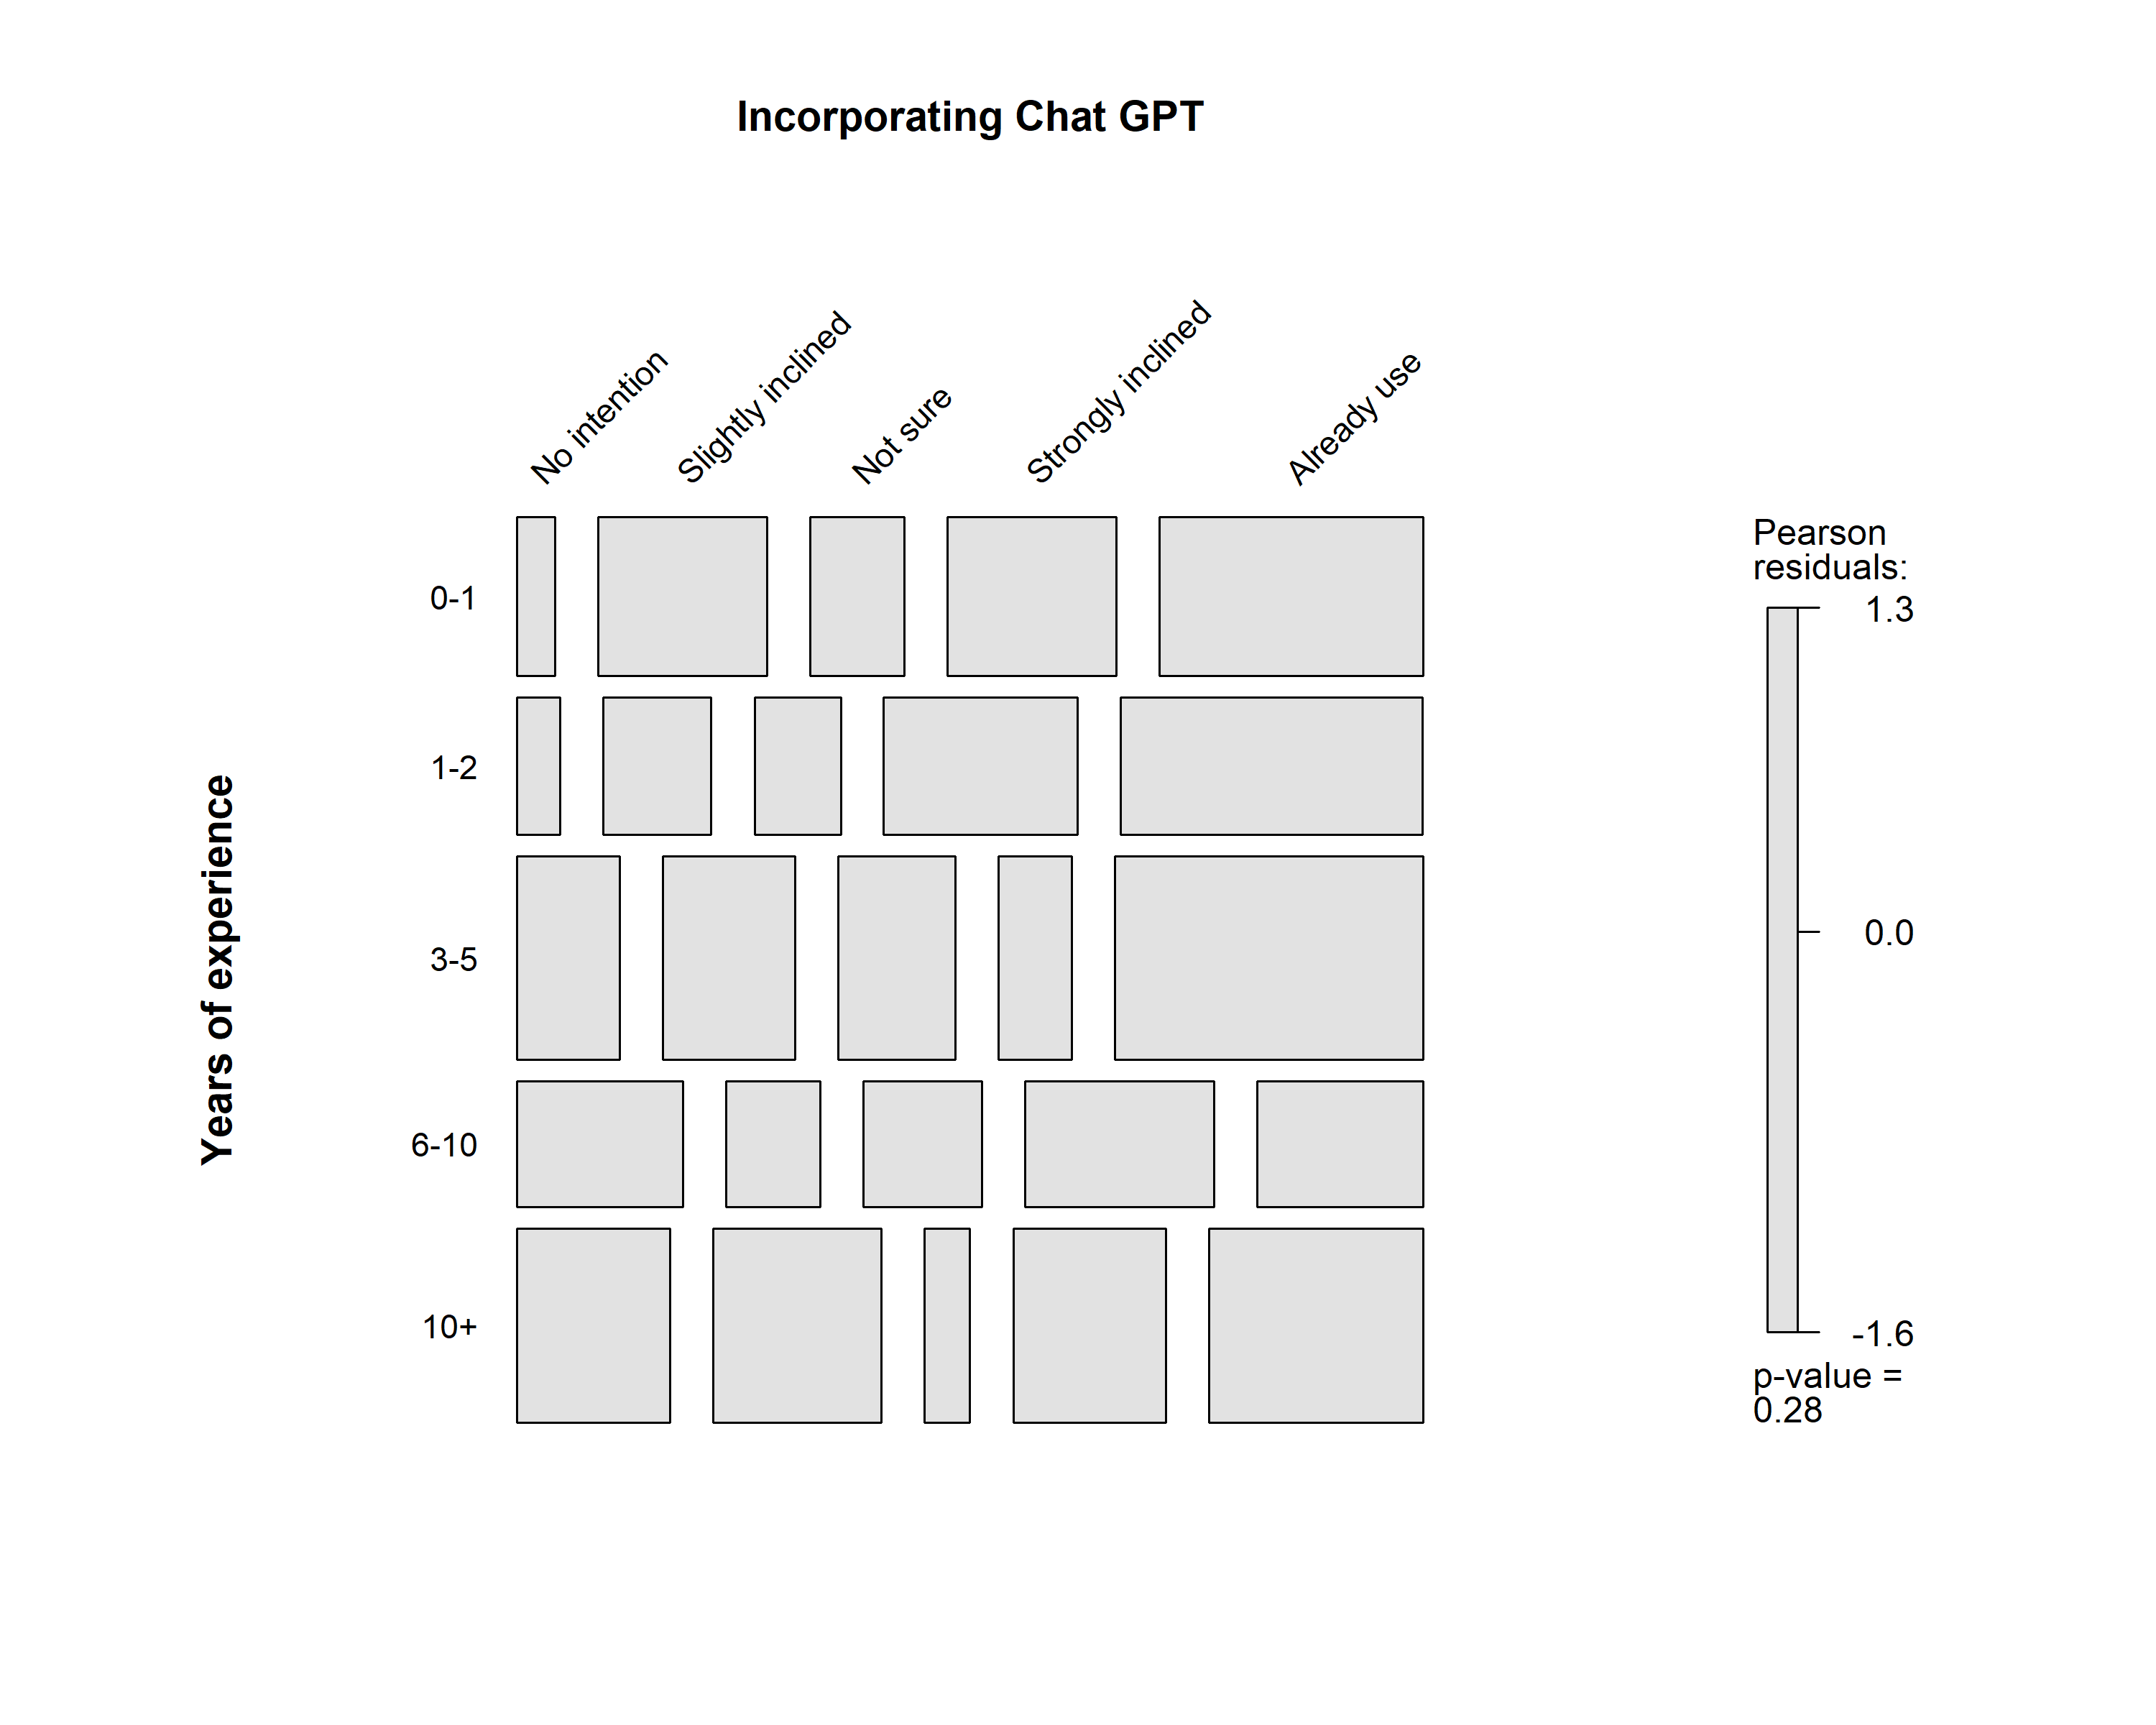 Incorporating Chat GPT
No intention
Slightly inclined
Not sure
Strongly inclined
Already use
Years of experience
0-1
1-2
3-5
6-10
10+
Pearson
residuals:
1.3
0.0
-1.6
p-value =
0.28